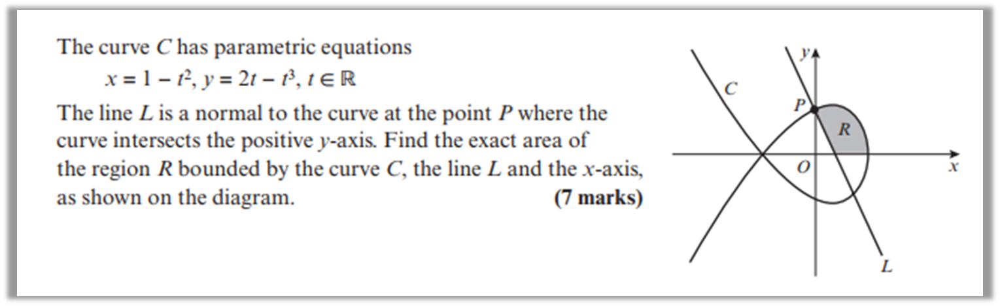 The curve C has parametric equations
x = 1 – t², y = 2t – t³, t ∈ ℝ
The line L is a normal to the curve at the point P where the
curve intersects the positive y-axis. Find the exact area of
the region R bounded by the curve C, the line L and the x-axis,
as shown on the diagram. (7 marks)
y
C
P
R
O
x
L